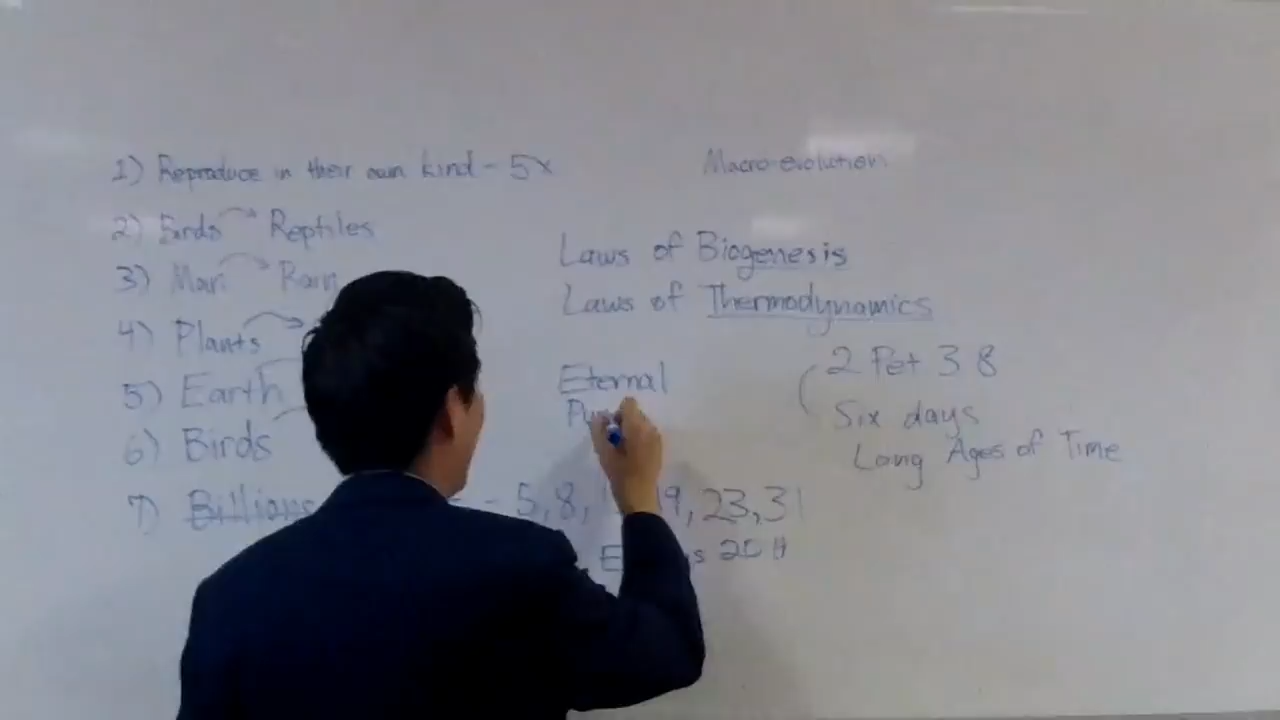 1) Reproduce in their own kind - 5x
Macro-evolution
2) Birds Reptiles
3) Man Rain
4) Plants
5) Earth
6) Birds
7) Billions - 5, 8, 19, 23, 31
20 11
Laws of Biogenesis
Laws of Thermodynamics
Eternal
2 Pet 3 8
Six days
Long Ages of Time